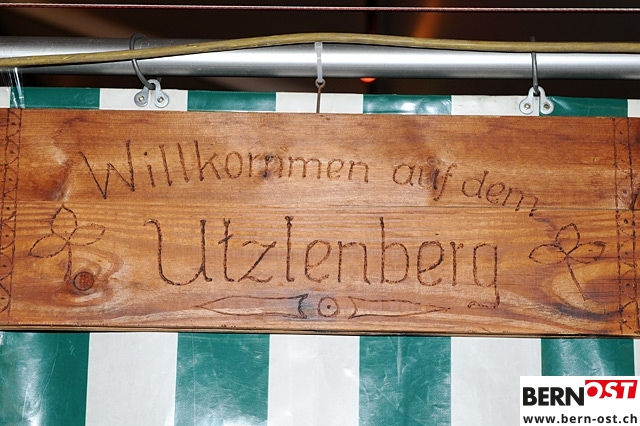 Willkommen auf dem
Utzlenberg
BERNOST
www.bern-ost.ch